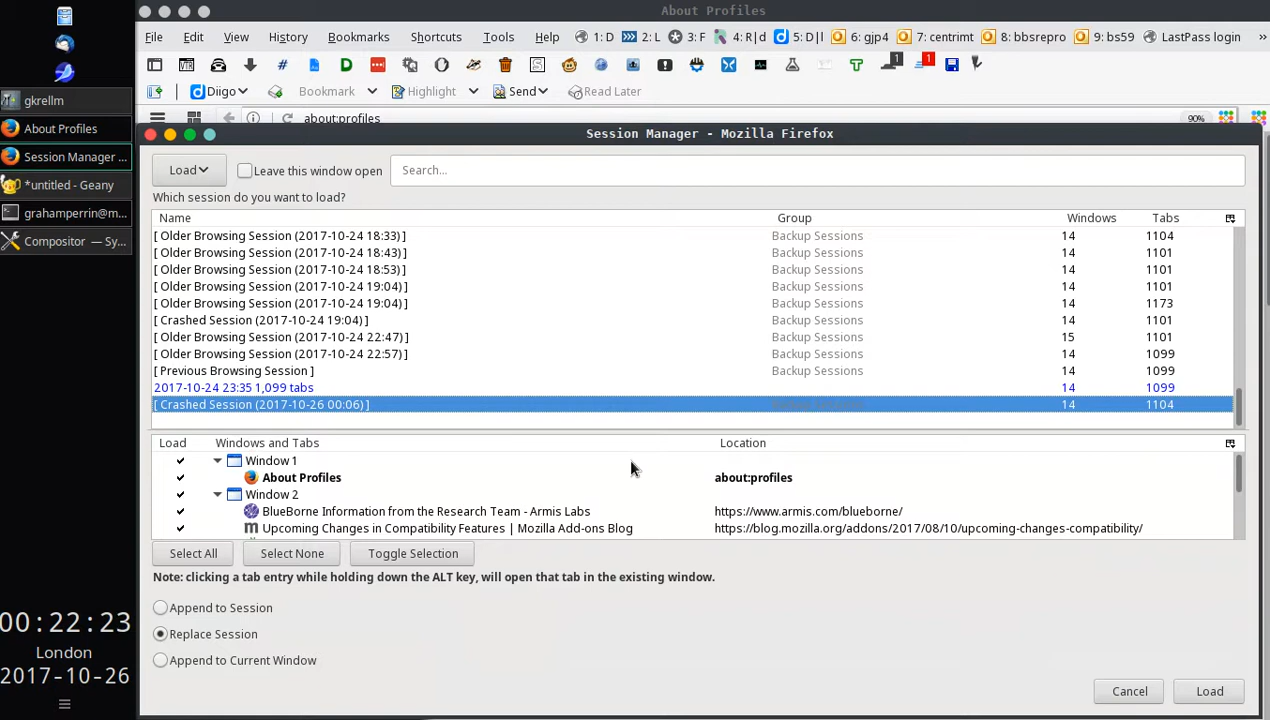 About Profiles
File Edit View History Bookmarks Shortcuts Tools Help 1: D 2: L 3: F 4: R|d 5: D|l 6: gjp4 7: centrimt 8: bbsrepo 9: bs59 LastPass login »
1 1
Diigo Bookmark Highlight Send Read Later
about:profiles 90%
gkrellm
About Profiles
Session Manager ...
*untitled - Geany
grahamperrin@m...
Compositor — Sy...
00:22:23
London
2017-10-26
Session Manager - Mozilla Firefox
Load Leave this window open Search...
Which session do you want to load?
Name Group Windows Tabs
[ Older Browsing Session (2017-10-24 18:33) ] Backup Sessions 14 1104
[ Older Browsing Session (2017-10-24 18:43) ] Backup Sessions 14 1101
[ Older Browsing Session (2017-10-24 18:53) ] Backup Sessions 14 1101
[ Older Browsing Session (2017-10-24 19:04) ] Backup Sessions 14 1101
[ Older Browsing Session (2017-10-24 19:04) ] Backup Sessions 14 1173
[ Crashed Session (2017-10-24 19:04) ] Backup Sessions 14 1101
[ Older Browsing Session (2017-10-24 22:47) ] Backup Sessions 15 1101
[ Older Browsing Session (2017-10-24 22:57) ] Backup Sessions 14 1099
[ Previous Browsing Session ] Backup Sessions 14 1099
2017-10-24 23:35 1,099 tabs 14 1099
[ Crashed Session (2017-10-26 00:06) ] Backup Sessions 14 1104
Load Windows and Tabs Location
Window 1
About Profiles about:profiles
Window 2
BlueBorne Information from the Research Team - Armis Labs https://www.armis.com/blueborne/
Upcoming Changes in Compatibility Features | Mozilla Add-ons Blog https://blog.mozilla.org/addons/2017/08/10/upcoming-changes-compatibility/
Select All Select None Toggle Selection
Note: clicking a tab entry while holding down the ALT key, will open that tab in the existing window.
Append to Session
Replace Session
Append to Current Window
Cancel Load